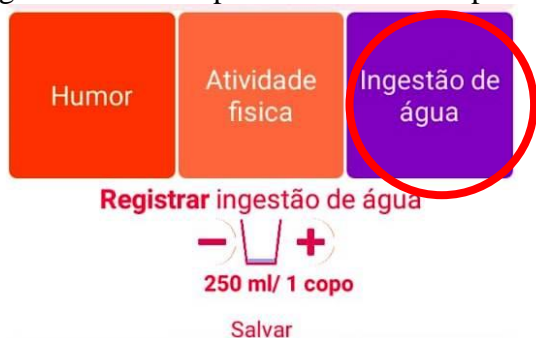 Humor
Atividade
fisica
Ingestão de
água
Registrar ingestão de água
250 ml/ 1 copo
Salvar